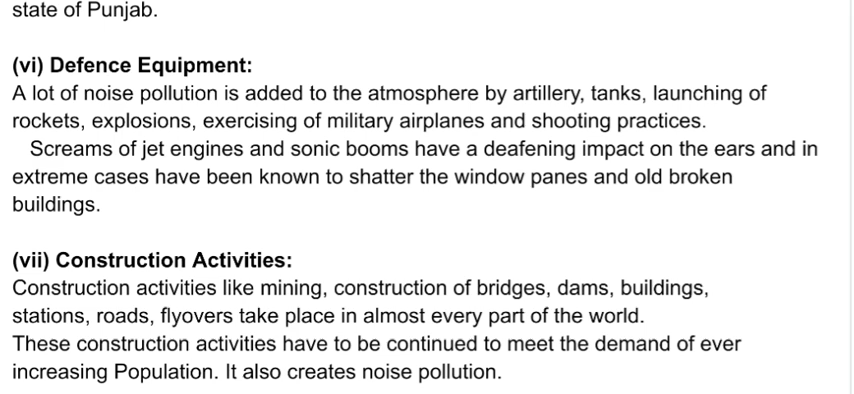 state of Punjab.
(vi) Defence Equipment:
A lot of noise pollution is added to the atmosphere by artillery, tanks, launching of
rockets, explosions, exercising of military airplanes and shooting practices.
Screams of jet engines and sonic booms have a deafening impact on the ears and in
extreme cases have been known to shatter the window panes and old broken
buildings.
(vii) Construction Activities:
Construction activities like mining, construction of bridges, dams, buildings,
stations, roads, flyovers take place in almost every part of the world.
These construction activities have to be continued to meet the demand of ever
increasing Population. It also creates noise pollution.